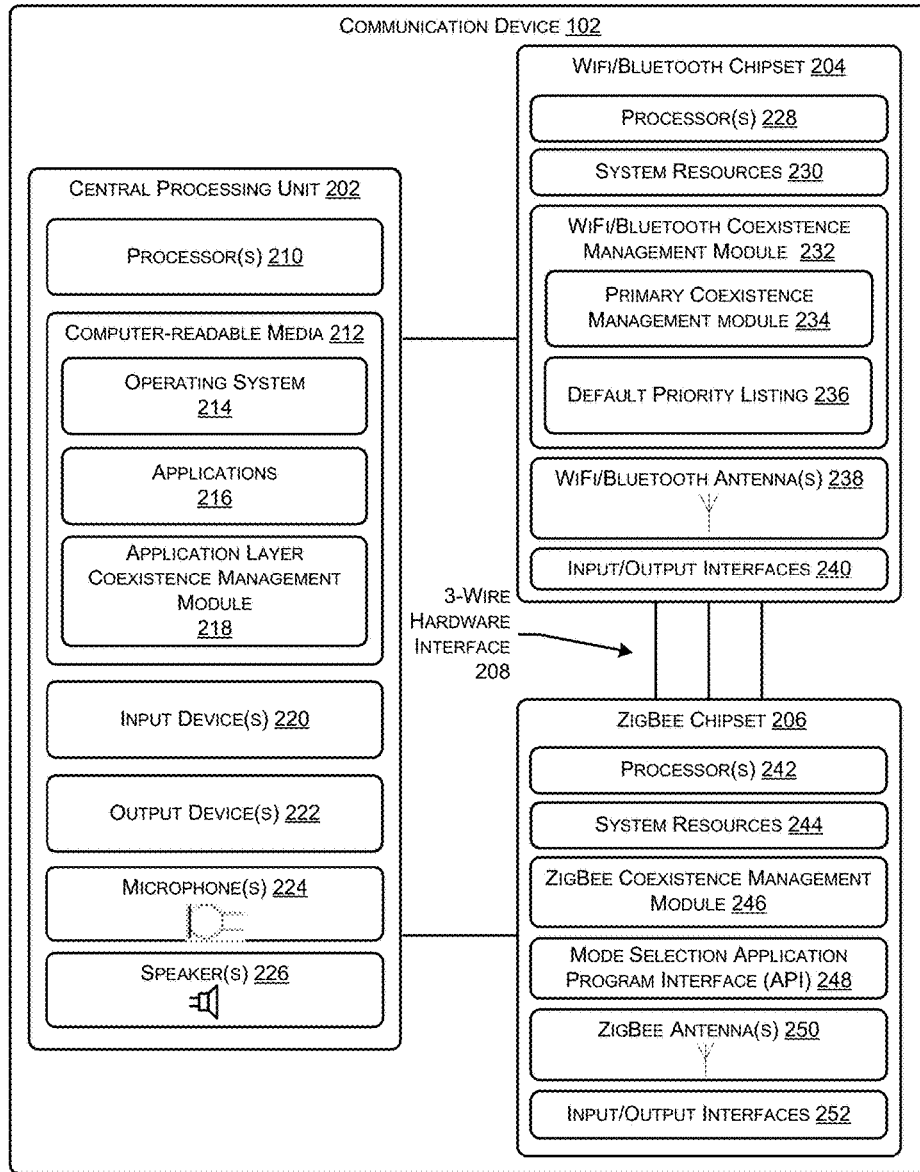 COMMUNICATION DEVICE 102
CENTRAL PROCESSING UNIT 202
PROCESSOR(S) 210
COMPUTER-READABLE MEDIA 212
OPERATING SYSTEM
214
APPLICATIONS
216
APPLICATION LAYER
COEXISTENCE MANAGEMENT
MODULE
218
INPUT DEVICE(S) 220
OUTPUT DEVICE(S) 222
MICROPHONE(S) 224
SPEAKER(S) 226
WIFI/BLUETOOTH CHIPSET 204
PROCESSOR(S) 228
SYSTEM RESOURCES 230
WIFI/BLUETOOTH COEXISTENCE
MANAGEMENT MODULE 232
PRIMARY COEXISTENCE
MANAGEMENT MODULE 234
DEFAULT PRIORITY LISTING 236
WIFI/BLUETOOTH ANTENNA(S) 238
INPUT/OUTPUT INTERFACES 240
3-WIRE
HARDWARE
INTERFACE
208
ZIGBEE CHIPSET 206
PROCESSOR(S) 242
SYSTEM RESOURCES 244
ZIGBEE COEXISTENCE MANAGEMENT
MODULE 246
MODE SELECTION APPLICATION
PROGRAM INTERFACE (API) 248
ZIGBEE ANTENNA(S) 250
INPUT/OUTPUT INTERFACES 252